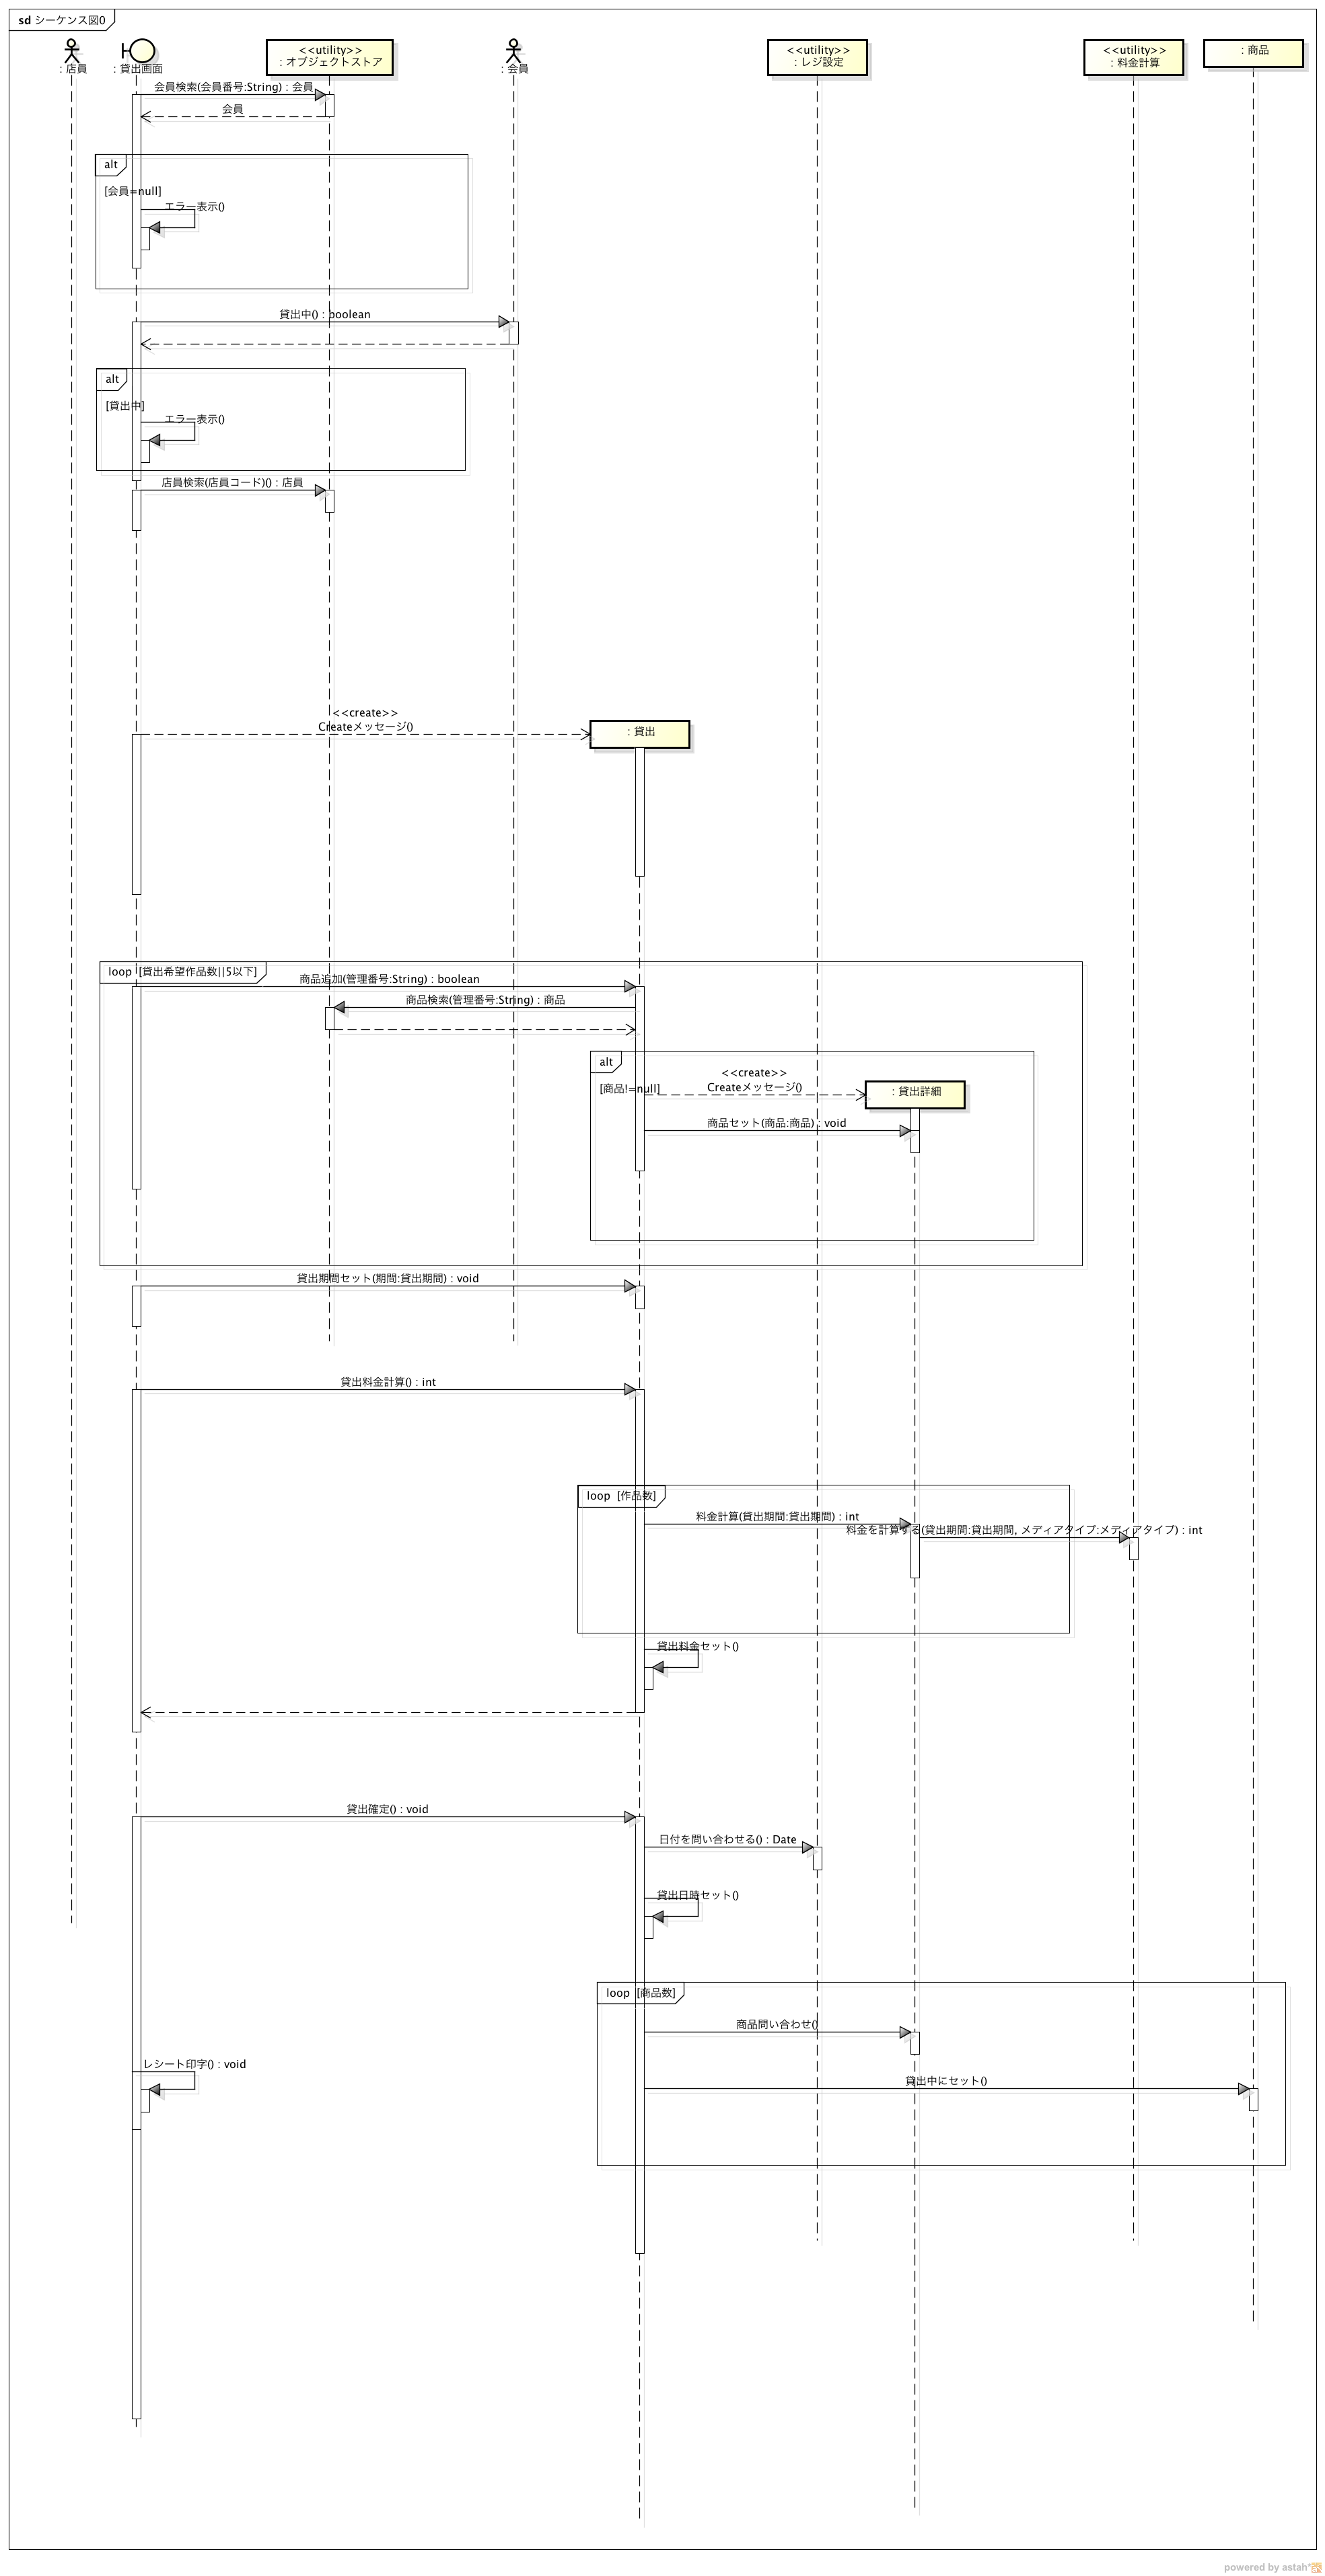 sd シーケンス図0
: 店員
: 貸出画面
<<utility>>
: オブジェクトストア
: 会員
<<utility>>
: レジ設定
<<utility>>
: 料金計算
: 商品
会員検索(会員番号:String) : 会員
会員
alt
[会員=null]
エラー表示()
貸出中() : boolean
alt
[貸出中]
エラー表示()
店員検索(店員コード)() : 店員
<<create>>
Createメッセージ()
: 貸出
loop [貸出希望作品数||5以下]
商品追加(管理番号:String) : boolean
商品検索(管理番号:String) : 商品
alt
[商品!=null]
<<create>>
Createメッセージ()
: 貸出詳細
商品セット(商品:商品) : void
貸出期間セット(期間:貸出期間) : void
貸出料金計算() : int
loop [作品数]
料金計算(貸出期間:貸出期間) : int
料金を計算する(貸出期間:貸出期間, メディアタイプ:メディアタイプ) : int
貸出料金セット()
貸出確定() : void
日付を問い合わせる() : Date
貸出日時セット()
loop [商品数]
商品問い合わせ()
レシート印字() : void
貸出中にセット()
powered by astah*